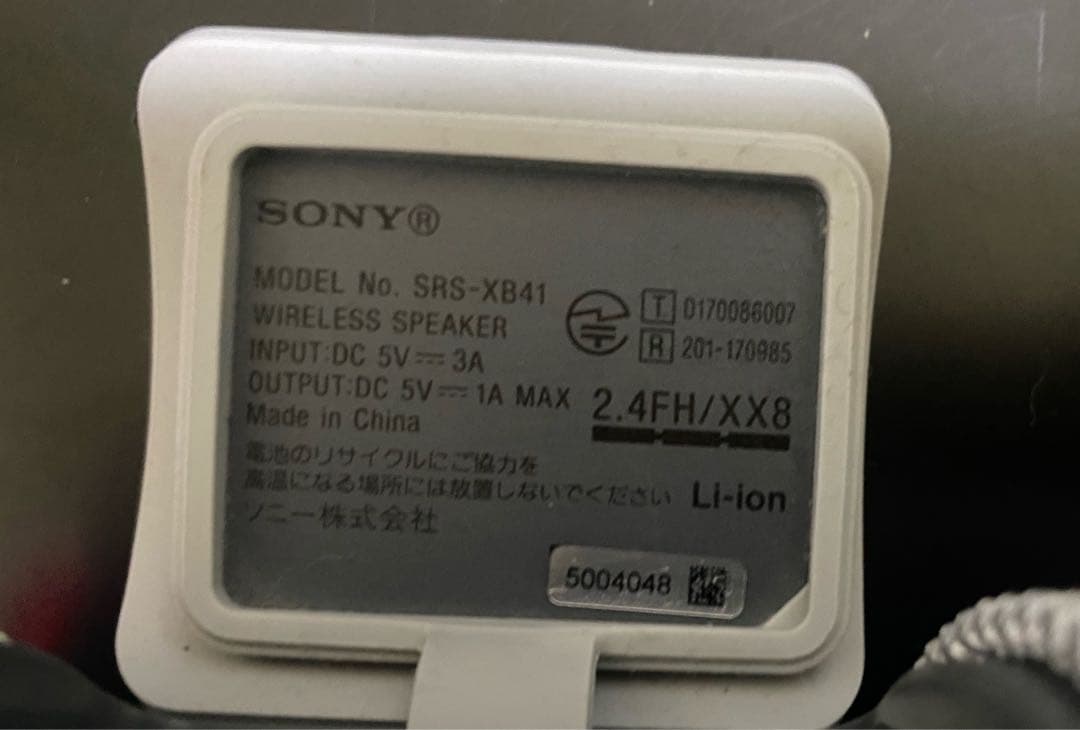 SONY®
MODEL No. SRS-XB41
WIRELESS SPEAKER
INPUT:DC 5V⎓3A
OUTPUT:DC 5V⎓1A MAX
Made in China
電池のリサイクルにご協力を
高温になる場所には放置しないでください
ソニー株式会社
T 0170086007
R 201-170985
2.4FH/XX8
Li-ion
5004048